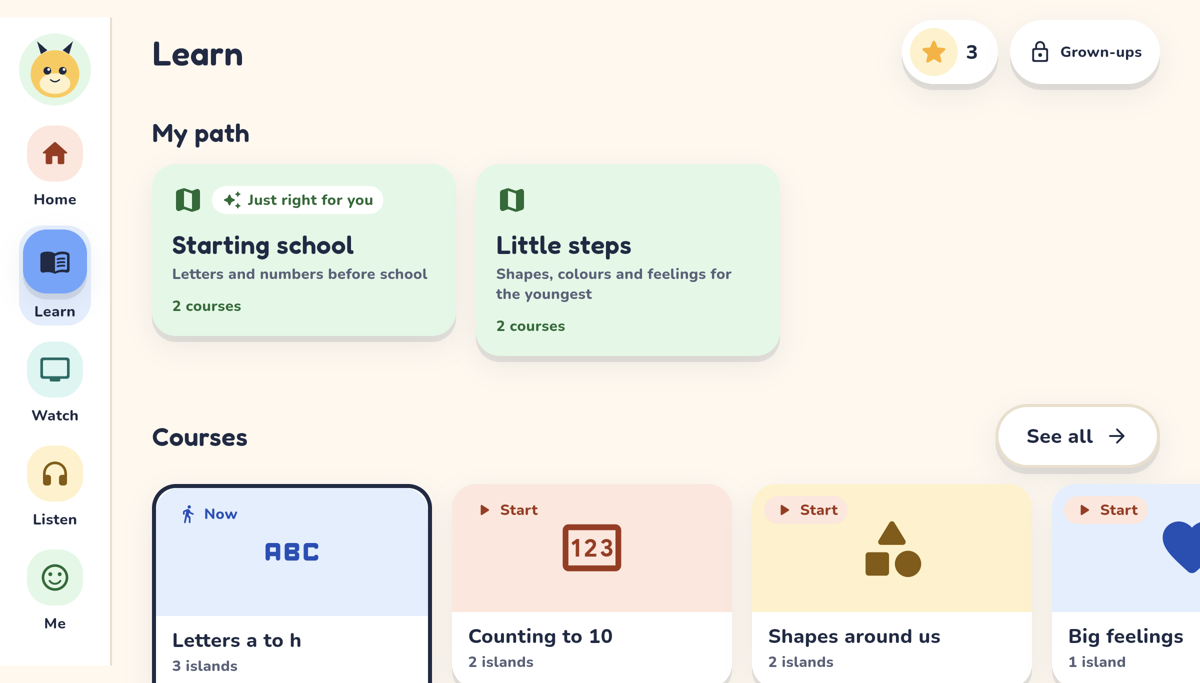 Learn
3
Grown-ups
Home
Learn
Watch
Listen
Me
My path
Just right for you
Starting school
Letters and numbers before school
2 courses
Little steps
Shapes, colours and feelings for
the youngest
2 courses
Courses
See all
Now
ABC
Letters a to h
3 islands
Start
123
Counting to 10
2 islands
Start
Shapes around us
2 islands
Start
Big feelings
1 island